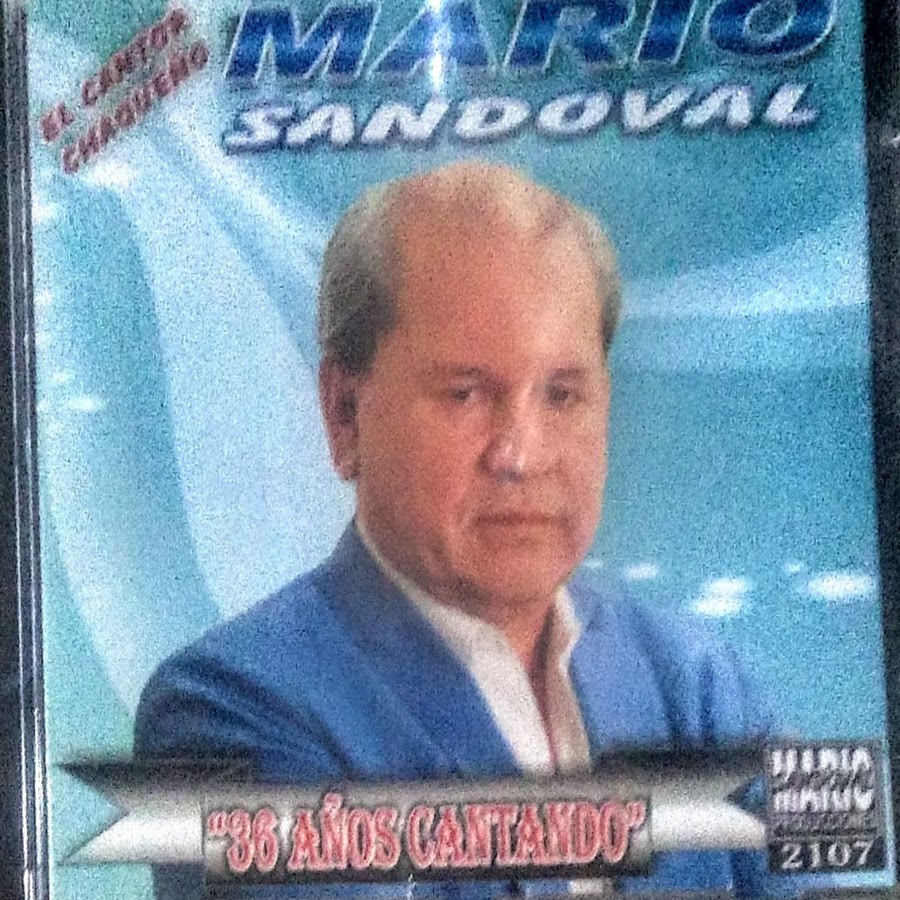 EL CANTOR
CHAQUEÑO
MARIO
SANDOVAL
"36 AÑOS CANTANDO"
2107